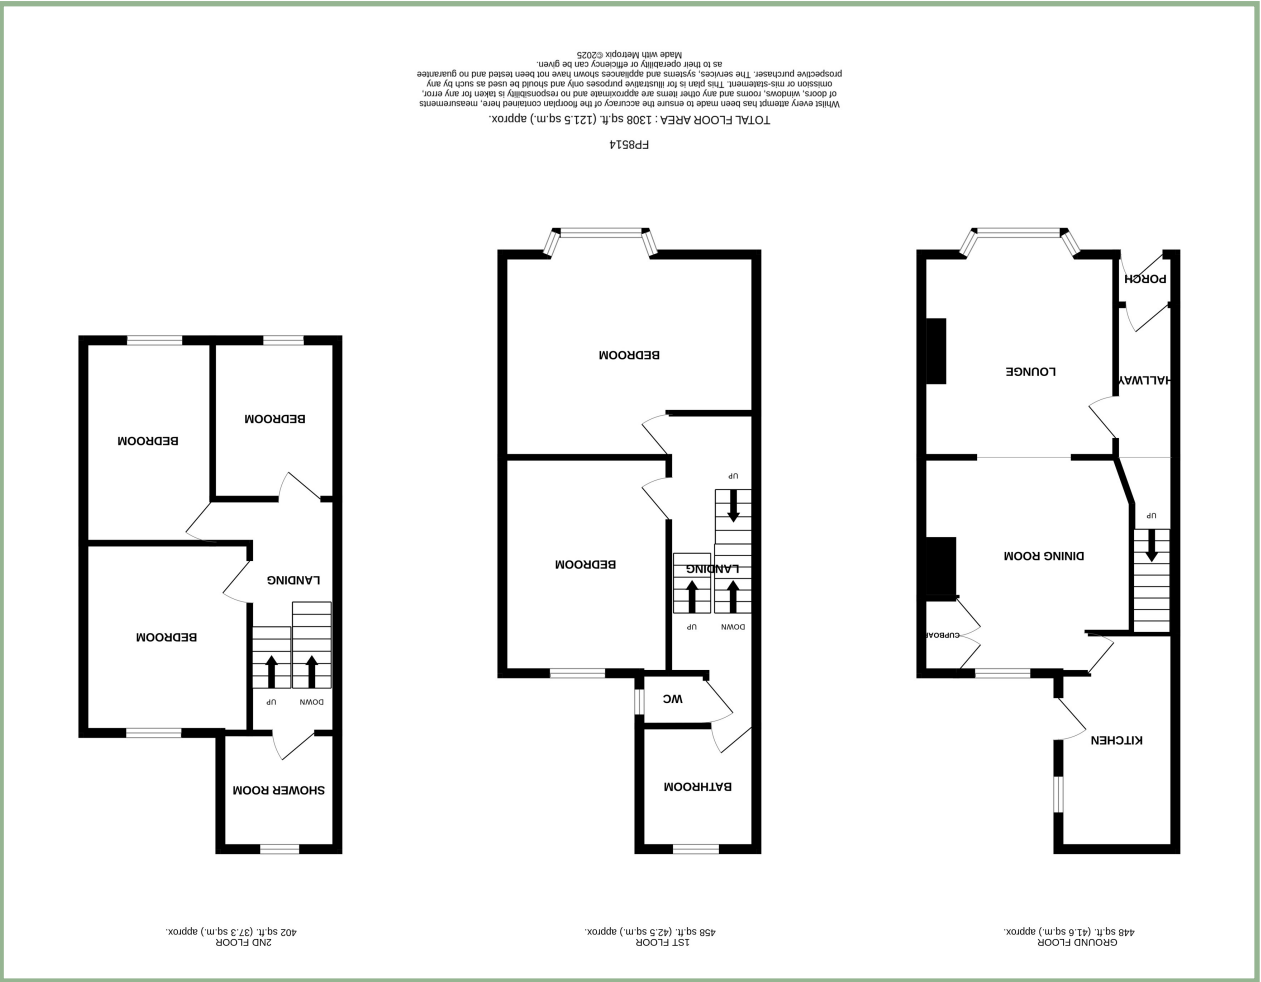 GROUND FLOOR
448 sq.ft. (41.6 sq.m.) approx.
1ST FLOOR
458 sq.ft. (42.5 sq.m.) approx.
2ND FLOOR
402 sq.ft. (37.3 sq.m.) approx.
KITCHEN
CUPBOARD
DINING ROOM
UP
HALLWAY
LOUNGE
PORCH
BATHROOM
WC
DOWN
UP
LANDING
BEDROOM
UP
BEDROOM
SHOWER ROOM
DOWN
UP
BEDROOM
LANDING
BEDROOM
BEDROOM
FP8514
TOTAL FLOOR AREA : 1308 sq.ft. (121.5 sq.m.) approx.
Whilst every attempt has been made to ensure the accuracy of the floorplan contained here, measurements
of doors, windows, rooms and any other items are approximate and no responsibility is taken for any error,
omission or mis-statement. This plan is for illustrative purposes only and should be used as such by any
prospective purchaser. The services, systems and appliances shown have not been tested and no guarantee
as to their operability or efficiency can be given.
Made with Metropix ©2025